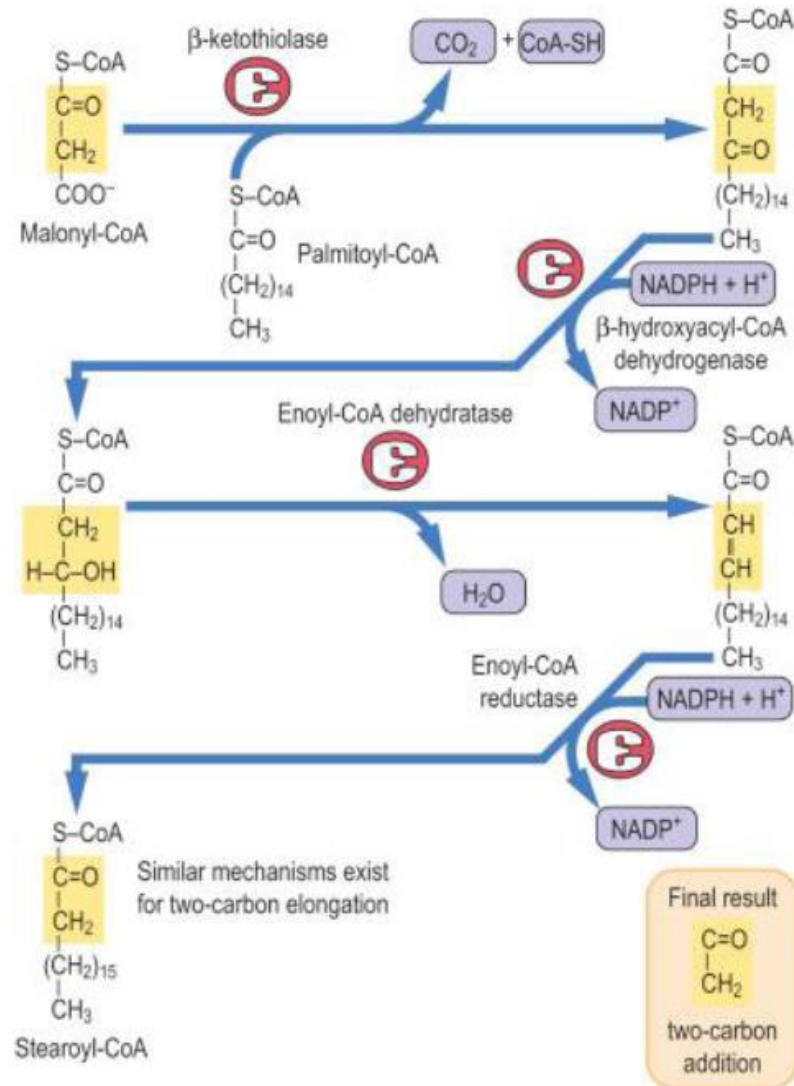 β-ketothiolase
CO₂ + CoA-SH
S–CoA
C=O
CH₂
COO⁻
Malonyl-CoA
S–CoA
C=O
(CH₂)₁₄
CH₃
Palmitoyl-CoA
S–CoA
C=O
CH₂
C=O
(CH₂)₁₄
CH₃
NADPH + H⁺
β-hydroxyacyl-CoA
dehydrogenase
NADP⁺
S–CoA
C=O
CH₂
H–C–OH
(CH₂)₁₄
CH₃
Enoyl-CoA dehydratase
H₂O
S–CoA
C=O
CH
CH
(CH₂)₁₄
CH₃
Enoyl-CoA
reductase
NADPH + H⁺
NADP⁺
S–CoA
C=O
CH₂
(CH₂)₁₅
CH₃
Stearoyl-CoA
Similar mechanisms exist
for two-carbon elongation
Final result
C=O
CH₂
two-carbon
addition